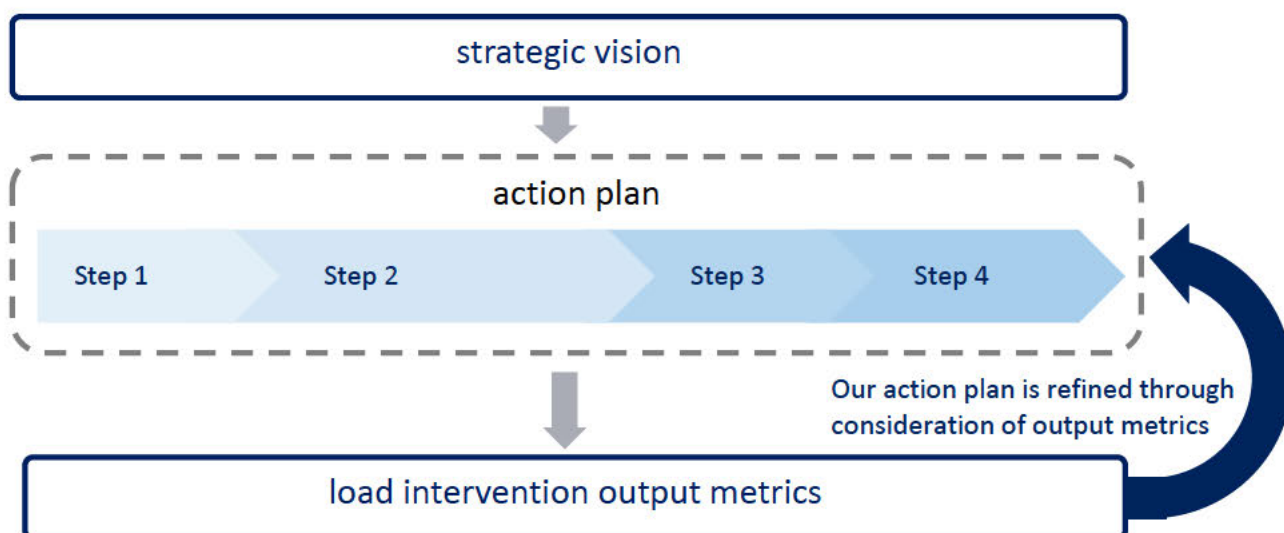 strategic vision
action plan
Step 1 Step 2 Step 3 Step 4
Our action plan is refined through
consideration of output metrics
load intervention output metrics